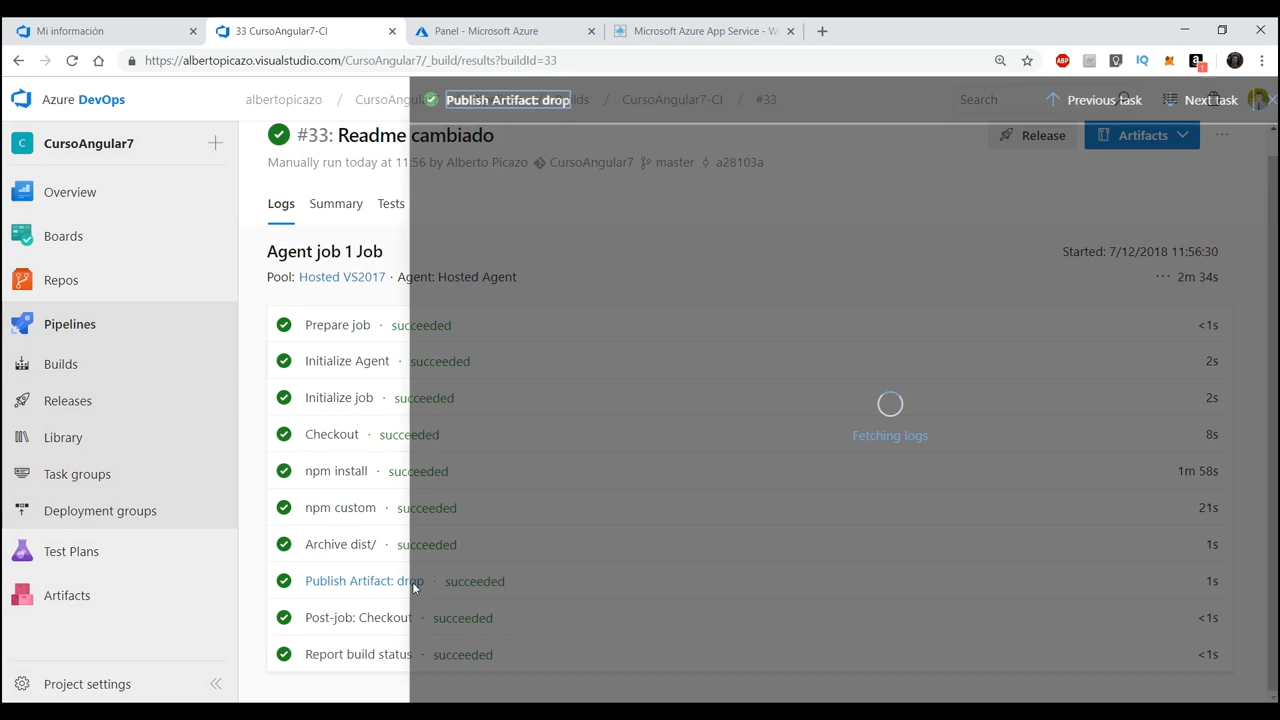 Mi información
33 CursoAngular7-CI
Panel - Microsoft Azure
Microsoft Azure App Service - We
https://albertopicazo.visualstudio.com/CursoAngular7/_build/results?buildId=33
ABP
IQ
1
Azure DevOps
albertopicazo / CursoAngular7-CI / #33
Search
Publish Artifact: drop
Previous task
Next task
C CursoAngular7
#33: Readme cambiado
Release
Artifacts
Manually run today at 11:56 by Alberto Picazo CursoAngular7 master a28103a
Overview
Logs Summary Tests
Boards
Agent job 1 Job
Started: 7/12/2018 11:56:30
Repos
Pool: Hosted VS2017 · Agent: Hosted Agent
2m 34s
Pipelines
Prepare job · succeeded <1s
Builds
Initialize Agent · succeeded 2s
Releases
Initialize job · succeeded 2s
Library
Checkout · succeeded 8s
Fetching logs
Task groups
npm install · succeeded 1m 58s
Deployment groups
npm custom · succeeded 21s
Test Plans
Archive dist/ · succeeded 1s
Artifacts
Publish Artifact: drop · succeeded 1s
Post-job: Checkout · succeeded <1s
Report build status · succeeded <1s
Project settings